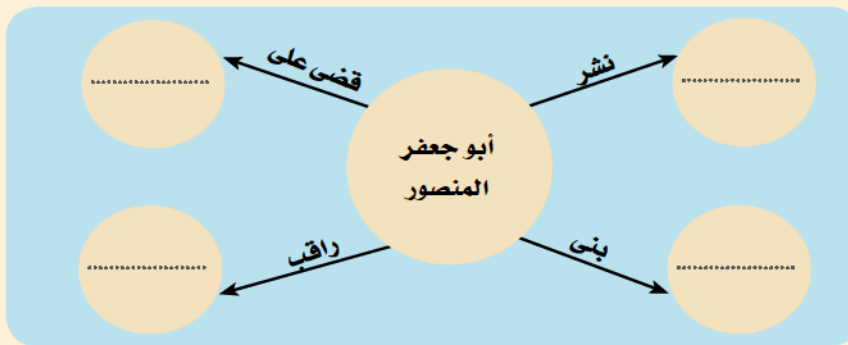 نشر
قضى على
أبو جعفر
المنصور
بنى
راقب